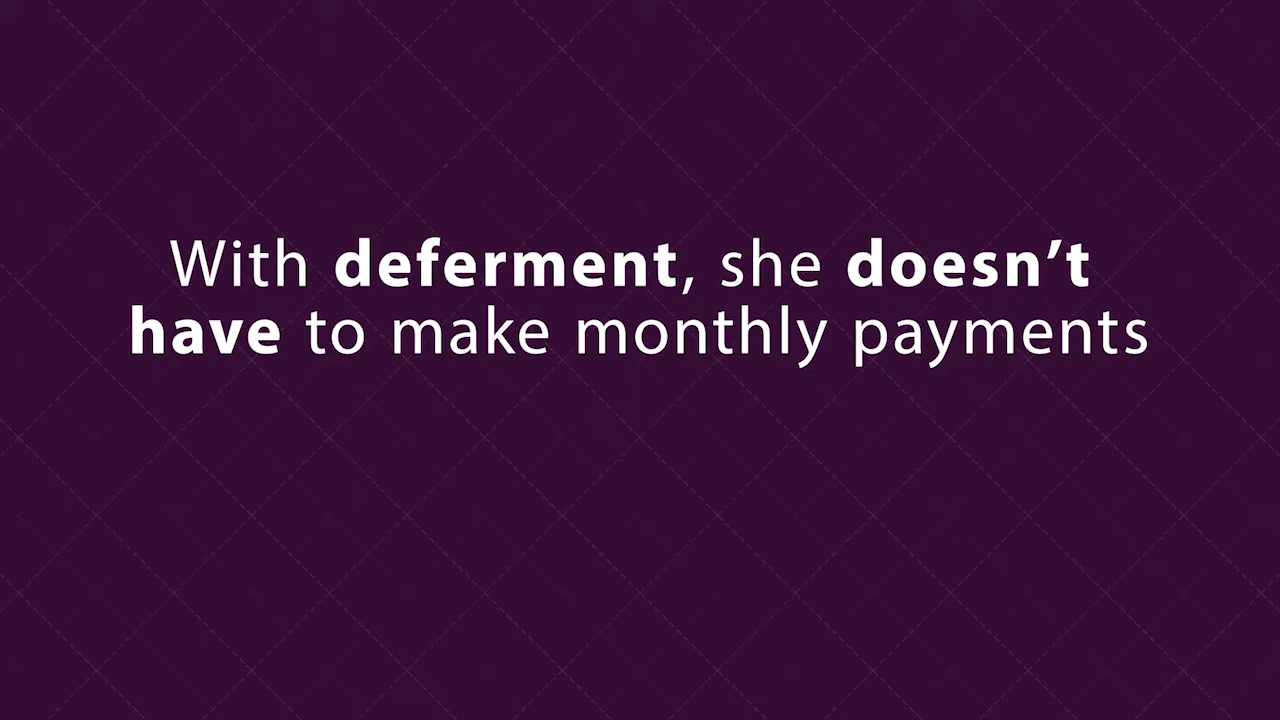 With deferment, she doesn’t
have to make monthly payments